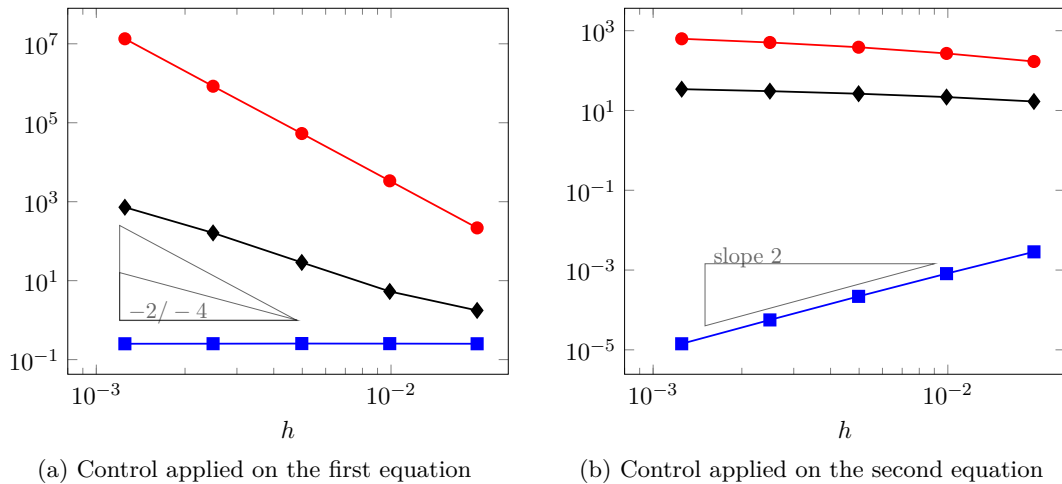 10^7
10^5
10^3
10^1
10^−1
−2/ − 4
10^−3
10^−2
h
(a) Control applied on the first equation
10^3
10^1
10^−1
10^−3
10^−5
slope 2
10^−3
10^−2
h
(b) Control applied on the second equation